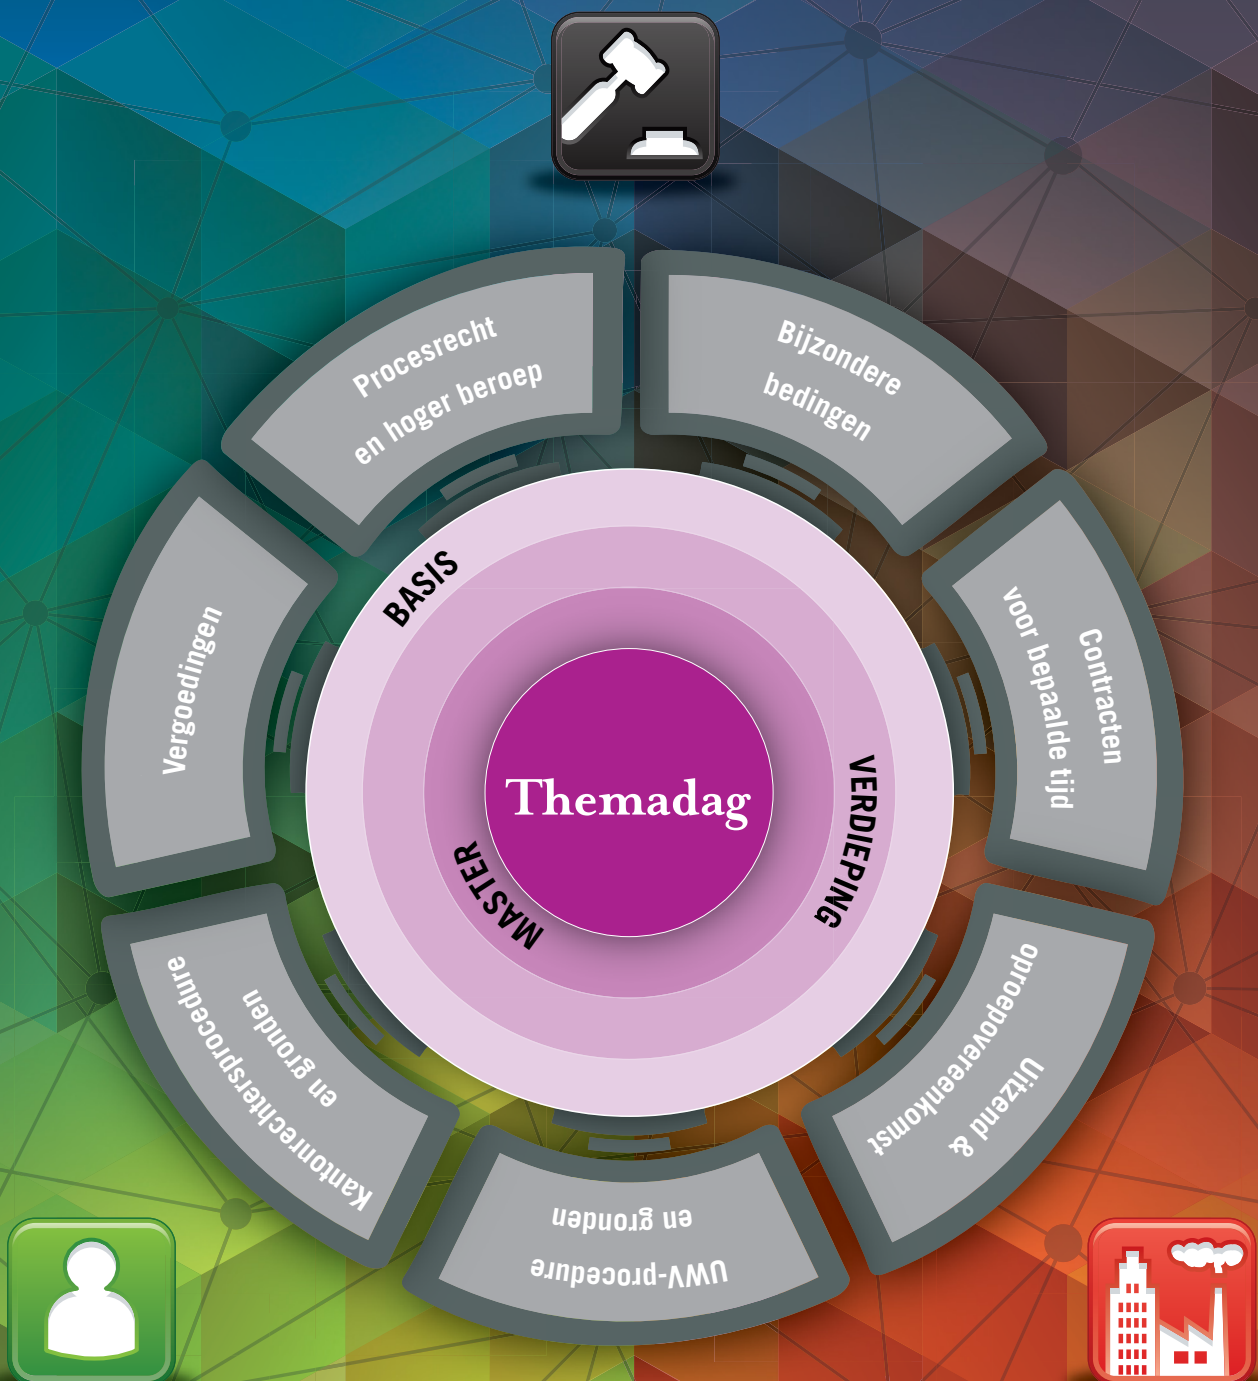 Procesrecht
en hoger beroep
Bijzondere
bedingen
Contracten
voor bepaalde tijd
Uitzend &
oproepovereenkomst
UWV-procedure
en gronden
Kantonrechtersprocedure
en gronden
Vergoedingen
BASIS
VERDIEPING
MASTER
Themadag